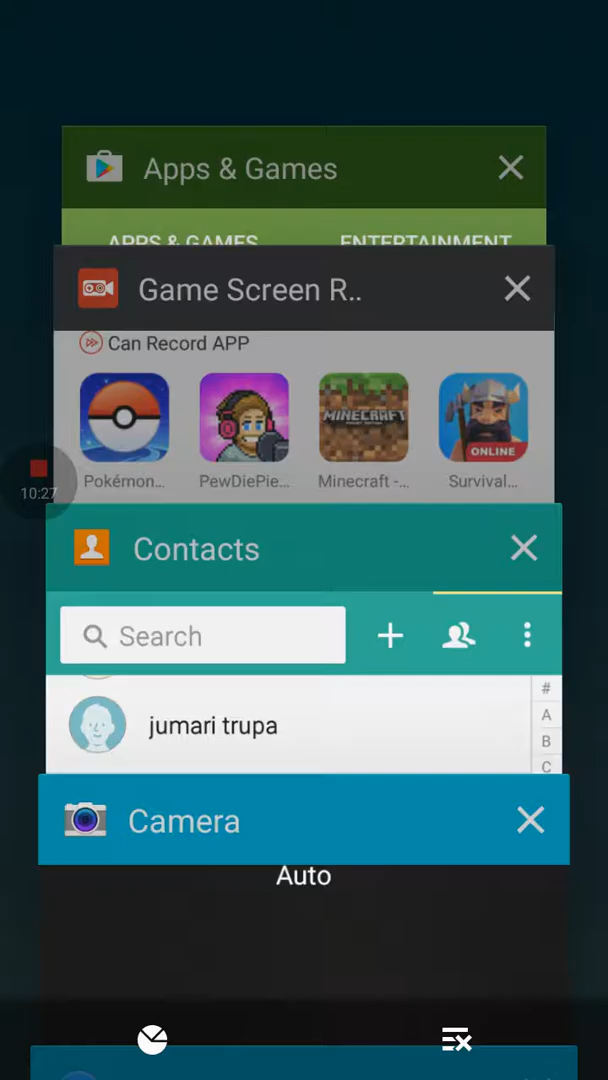 Apps & Games
APPS & GAMES ENTERTAINMENT
Game Screen R..
Can Record APP
MINECRAFT
ONLINE
Pokémon... PewDiePie... Minecraft -... Survival...
10:27
Contacts
Search
#
jumari trupa
A
B
C
Camera
Auto